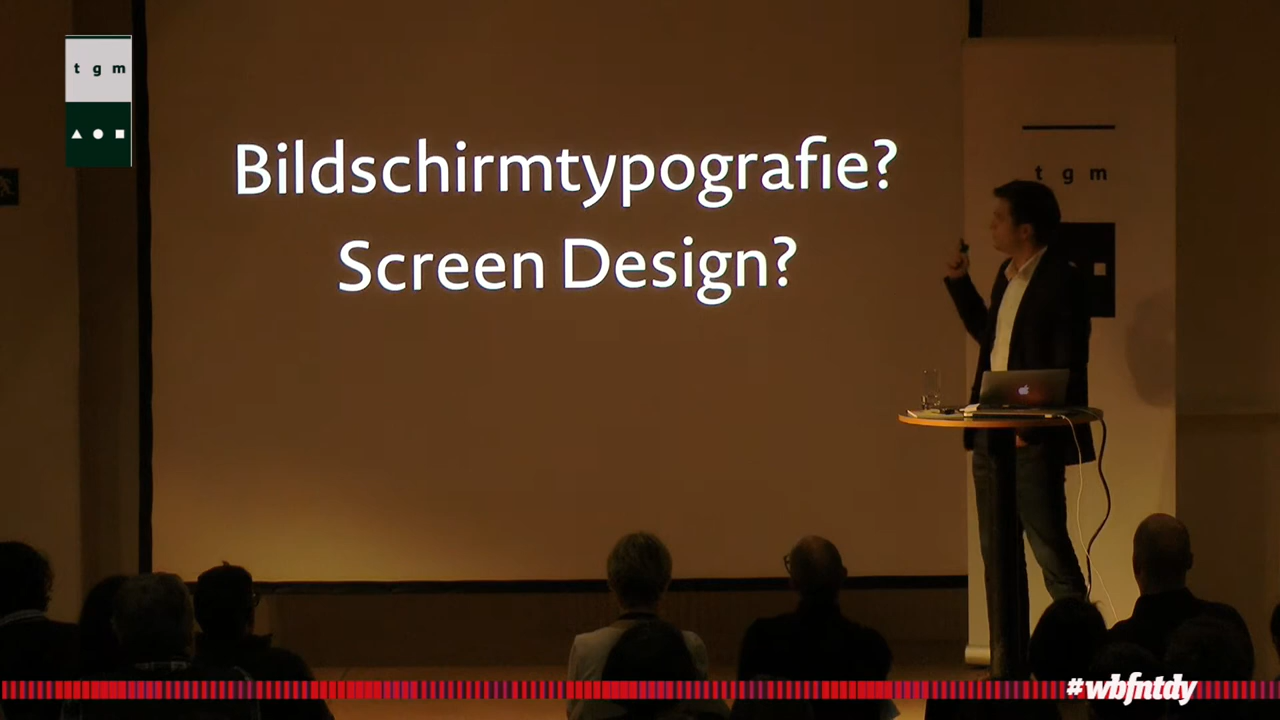 t g m
Bildschirmtypografie?
Screen Design?
t g m
#wbfntdy